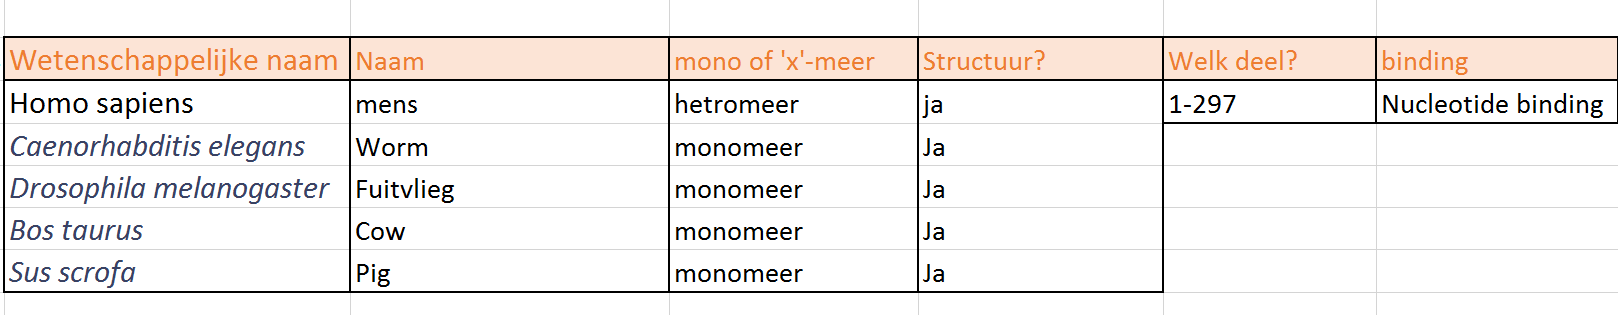 Wetenschappelijke naam Naam mono of 'x'-meer Structuur? Welk deel? binding
Homo sapiens mens hetromeer ja 1-297 Nucleotide binding
Caenorhabditis elegans Worm monomeer Ja
Drosophila melanogaster Fuitvlieg monomeer Ja
Bos taurus Cow monomeer Ja
Sus scrofa Pig monomeer Ja